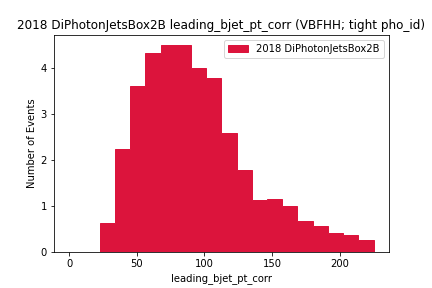 2018 DiPhotonJetsBox2B leading_bjet_pt_corr (VBFHH; tight pho_id)
2018 DiPhotonJetsBox2B
4
3
2
1
0
Number of Events
0 50 100 150 200
leading_bjet_pt_corr